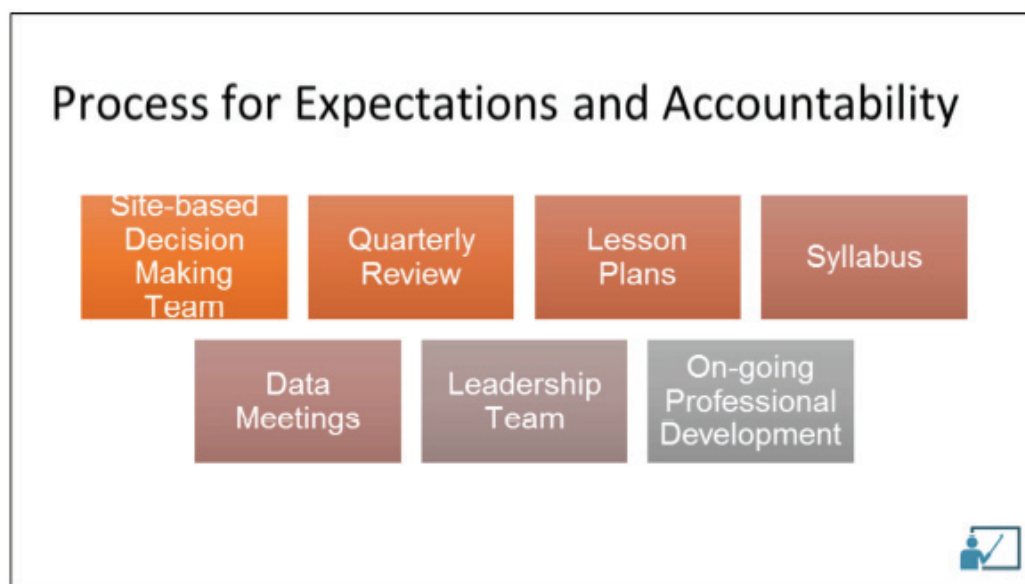 Process for Expectations and Accountability
Site-based
Decision
Making
Team
Quarterly
Review
Lesson
Plans
Syllabus
Data
Meetings
Leadership
Team
On-going
Professional
Development